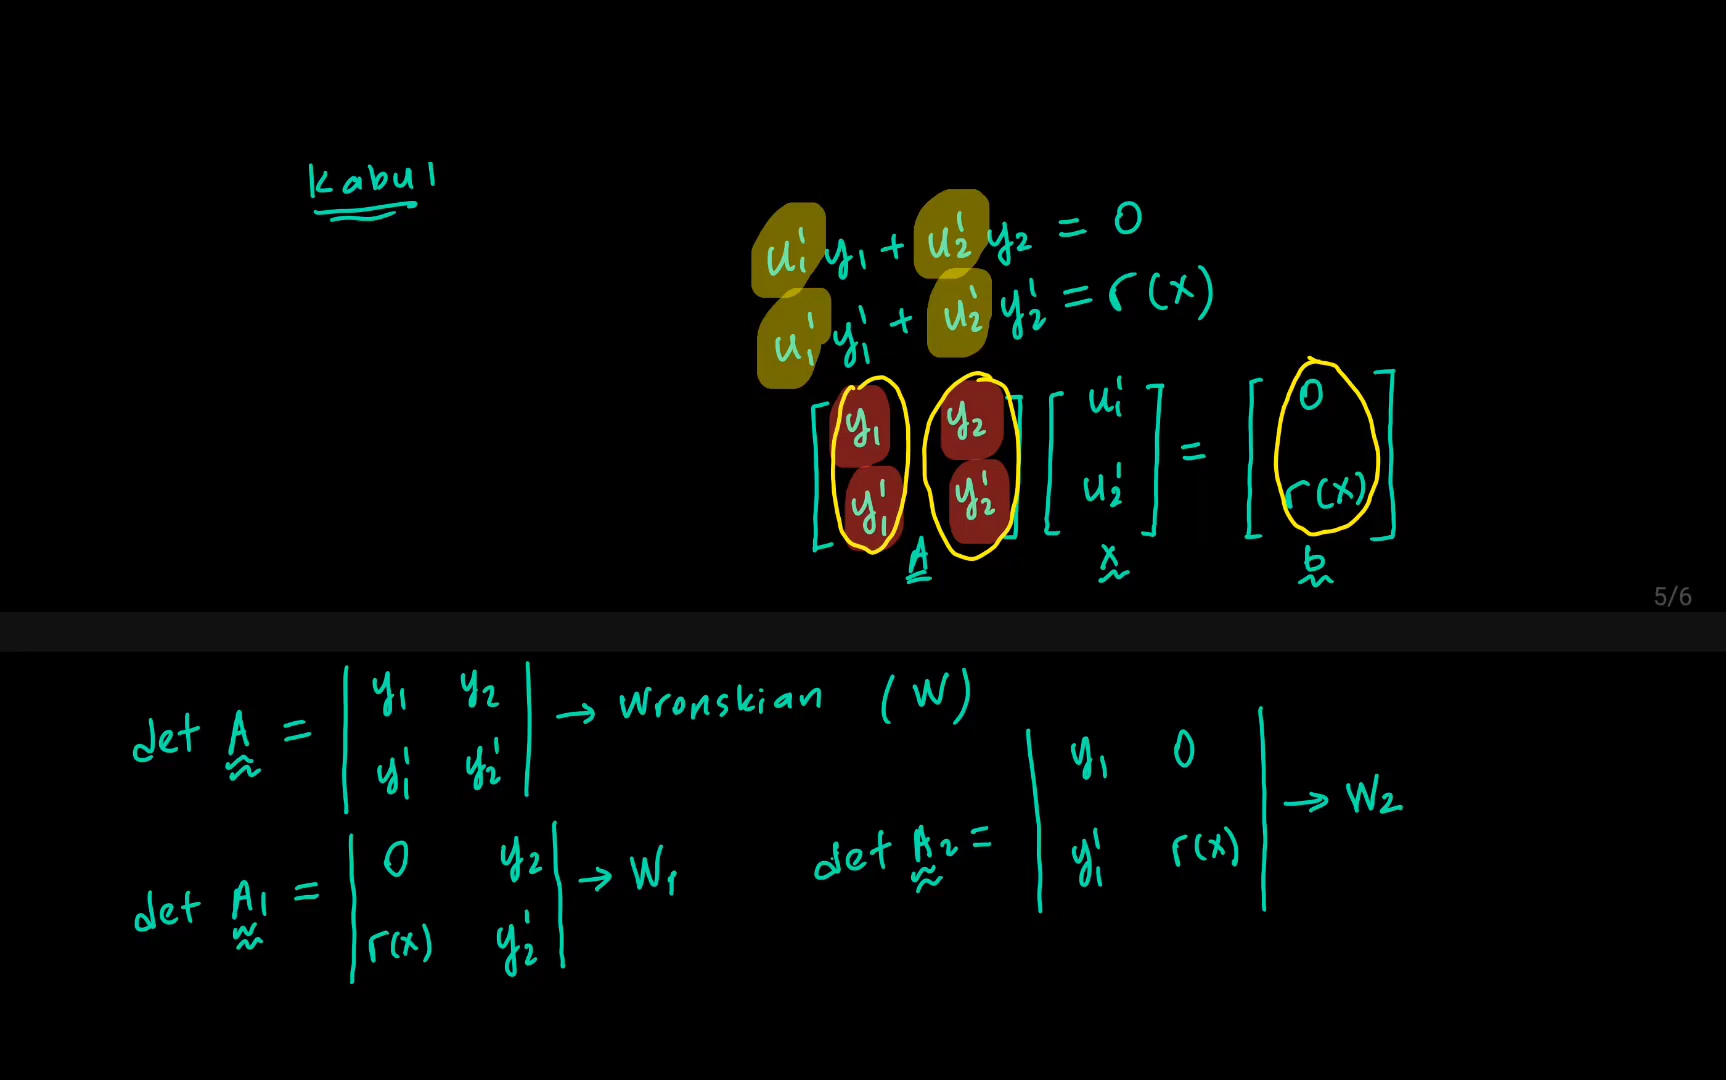 Kabul
u₁' y₁ + u₂' y₂ = 0
u₁' y₁' + u₂' y₂' = r(x)
[ y₁ y₂ ] [ u₁' ] = [ 0 ]
[ y₁' y₂' ] [ u₂' ] [ r(x) ]
A x b
5/6
det A = | y₁ y₂ | → Wronskian (W)
| y₁' y₂' |
det A₁ = | 0 y₂ | → W₁
| r(x) y₂' |
det A₂ = | y₁ 0 | → W₂
| y₁' r(x) |